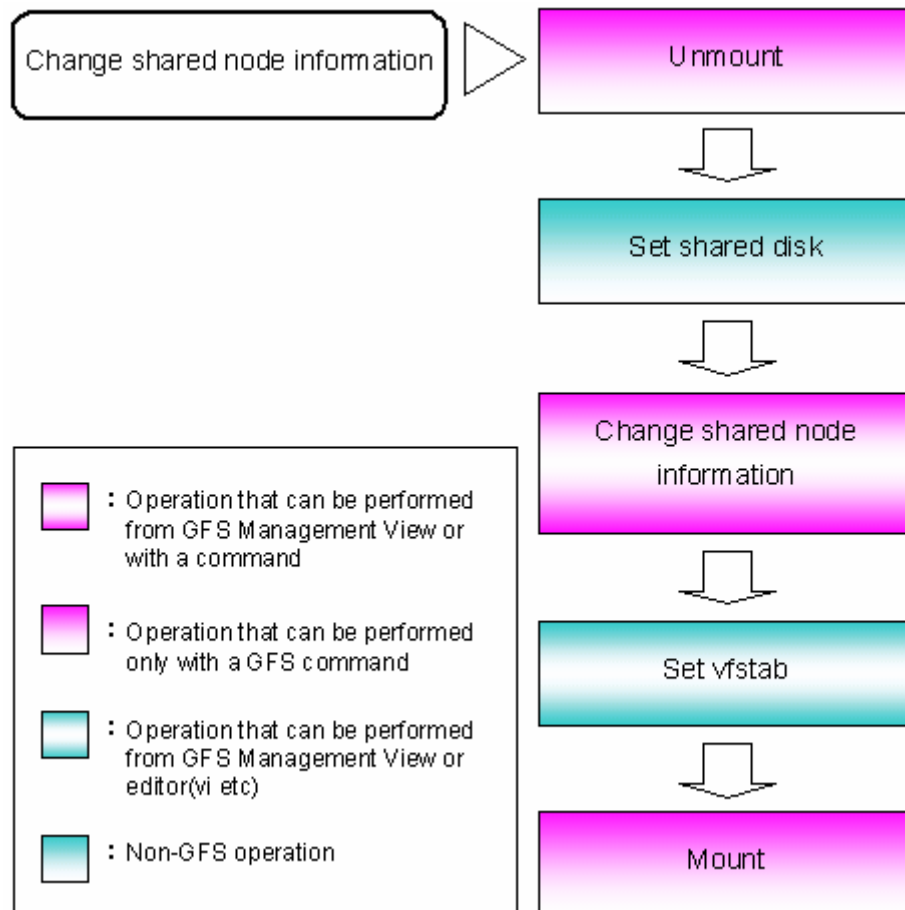 Change shared node information
Unmount
Set shared disk
Change shared node
information
Set vfstab
Mount
: Operation that can be performed
from GFS Management View or
with a command
: Operation that can be performed
only with a GFS command
: Operation that can be performed
from GFS Management View or
editor(vi etc)
: Non-GFS operation